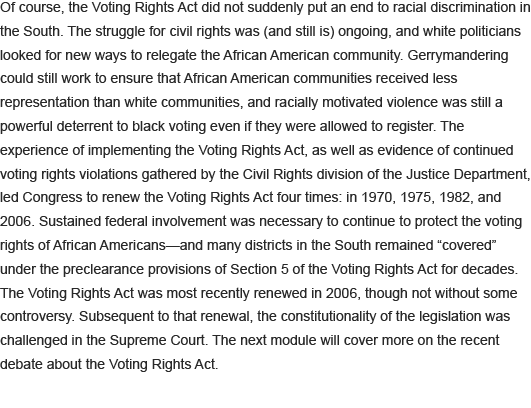 Of course, the Voting Rights Act did not suddenly put an end to racial discrimination in
the South. The struggle for civil rights was (and still is) ongoing, and white politicians
looked for new ways to relegate the African American community. Gerrymandering
could still work to ensure that African American communities received less
representation than white communities, and racially motivated violence was still a
powerful deterrent to black voting even if they were allowed to register. The
experience of implementing the Voting Rights Act, as well as evidence of continued
voting rights violations gathered by the Civil Rights division of the Justice Department,
led Congress to renew the Voting Rights Act four times: in 1970, 1975, 1982, and
2006. Sustained federal involvement was necessary to continue to protect the voting
rights of African Americans—and many districts in the South remained “covered”
under the preclearance provisions of Section 5 of the Voting Rights Act for decades.
The Voting Rights Act was most recently renewed in 2006, though not without some
controversy. Subsequent to that renewal, the constitutionality of the legislation was
challenged in the Supreme Court. The next module will cover more on the recent
debate about the Voting Rights Act.